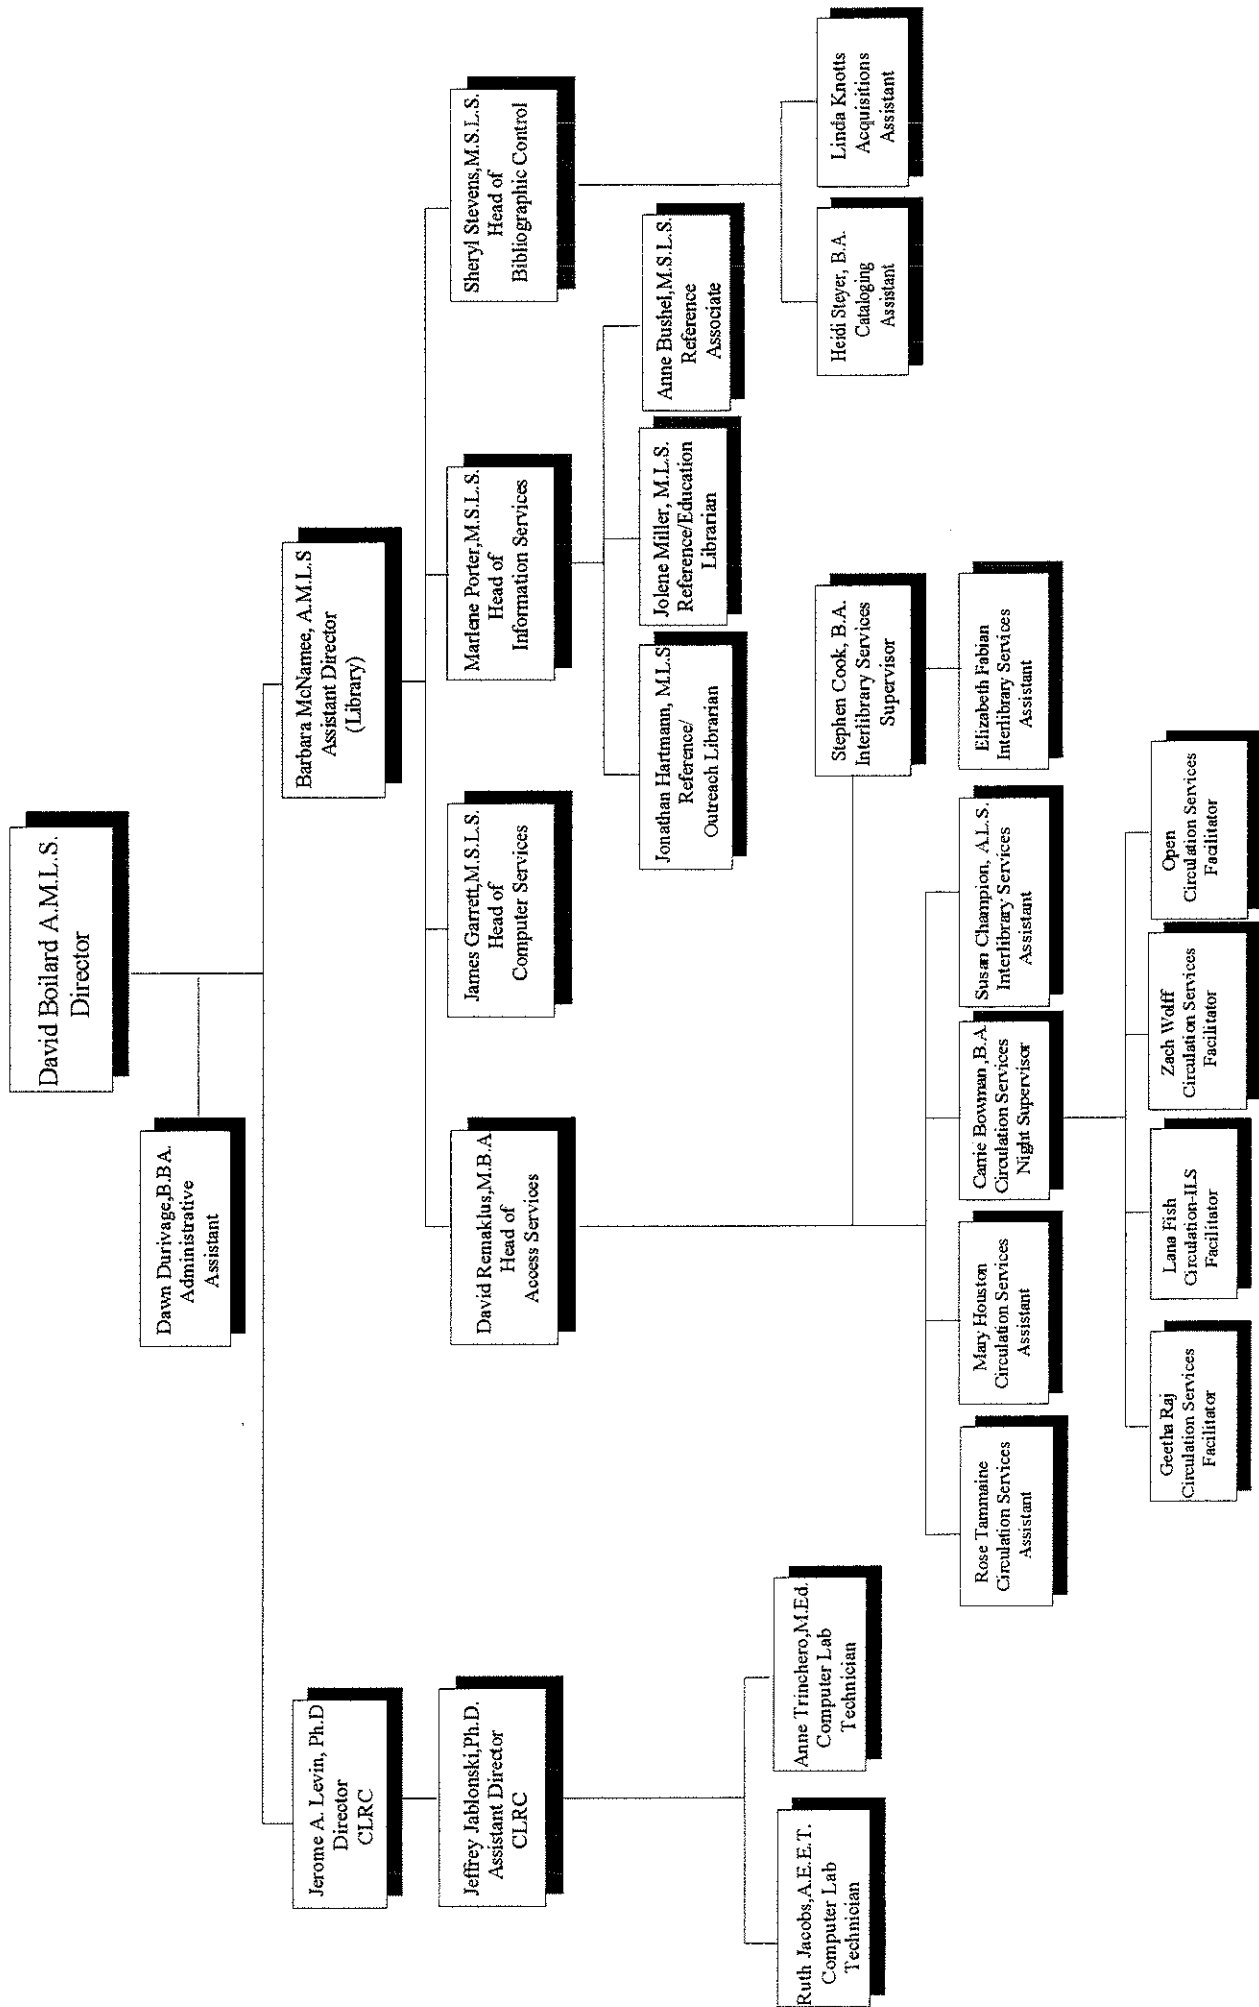 David Boilard A.M.L.S.
Director
Dawn Durivage,B.B.A.
Administrative
Assistant
Jerome A. Levin, Ph.D
Director
CLRC
Barbara McNamee, A.M.L.S
Assistant Director
(Library)
Jeffrey Jablonski,Ph.D.
Assistant Director
CLRC
David Remaklus,M.B.A.
Head of
Access Services
James Garrett,M.S.L.S.
Head of
Computer Services
Marlene Porter,M.S.L.S.
Head of
Information Services
Sheryl Stevens,M.S.L.S.
Head of
Bibliographic Control
Jonathan Hartmann, M.L.S
Reference/
Outreach Librarian
Jolene Miller, M.L.S.
Reference/Education
Librarian
Anne Bushel,M.S.L.S.
Reference
Associate
Ruth Jacobs,A.E.E.T.
Computer Lab
Technician
Anne Trinchero,M.Ed.
Computer Lab
Technician
Stephen Cook, B.A.
Interlibrary Services
Supervisor
Heidi Steyer, B.A.
Cataloging
Assistant
Linda Knotts
Acquisitions
Assistant
Rose Tammaine
Circulation Services
Assistant
Mary Houston
Circulation Services
Assistant
Carrie Bowman ,B.A.
Circulation Services
Night Supervisor
Susan Champion, A.L.S.
Interlibrary Services
Assistant
Elizabeth Fabian
Interlibrary Services
Assistant
Geetha Raj
Circulation Services
Facilitator
Lana Fish
Circulation-ILS
Facilitator
Zach Wolff
Circulation Services
Facilitator
Open
Circulation Services
Facilitator